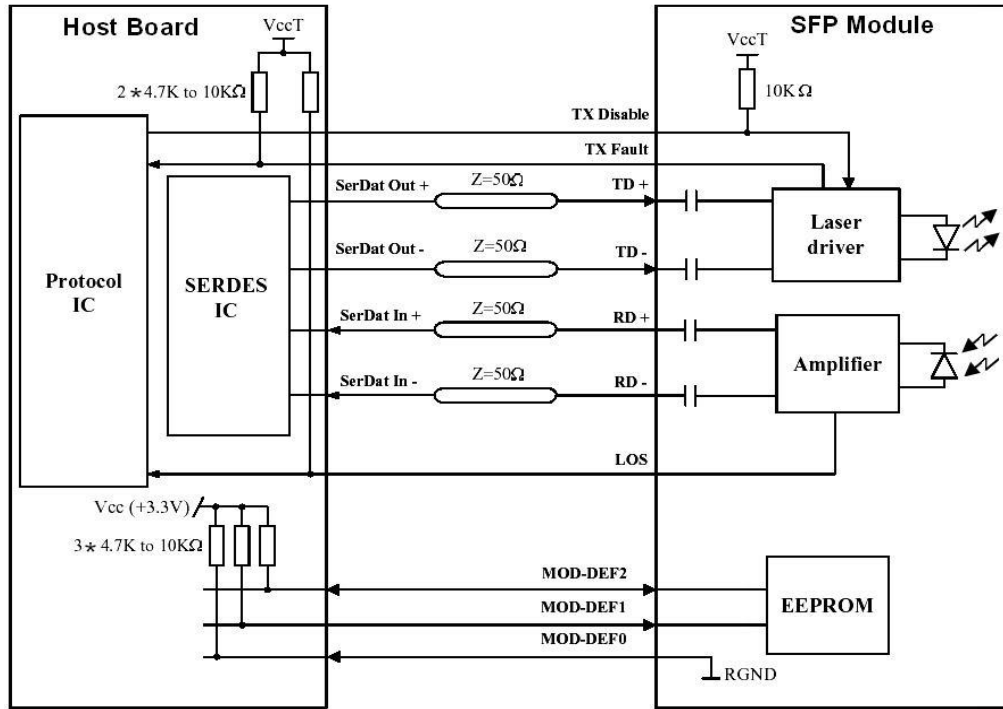 Host Board
SFP Module
VccT
VccT
2 * 4.7K to 10KΩ
10KΩ
TX Disable
TX Fault
SerDat Out +
Z=50Ω
TD +
SerDat Out -
Z=50Ω
TD -
Laser
driver
Protocol
IC
SERDES
IC
SerDat In +
Z=50Ω
RD +
SerDat In -
Z=50Ω
RD -
Amplifier
LOS
Vcc (+3.3V)
3 * 4.7K to 10KΩ
MOD-DEF2
MOD-DEF1
MOD-DEF0
EEPROM
RGND